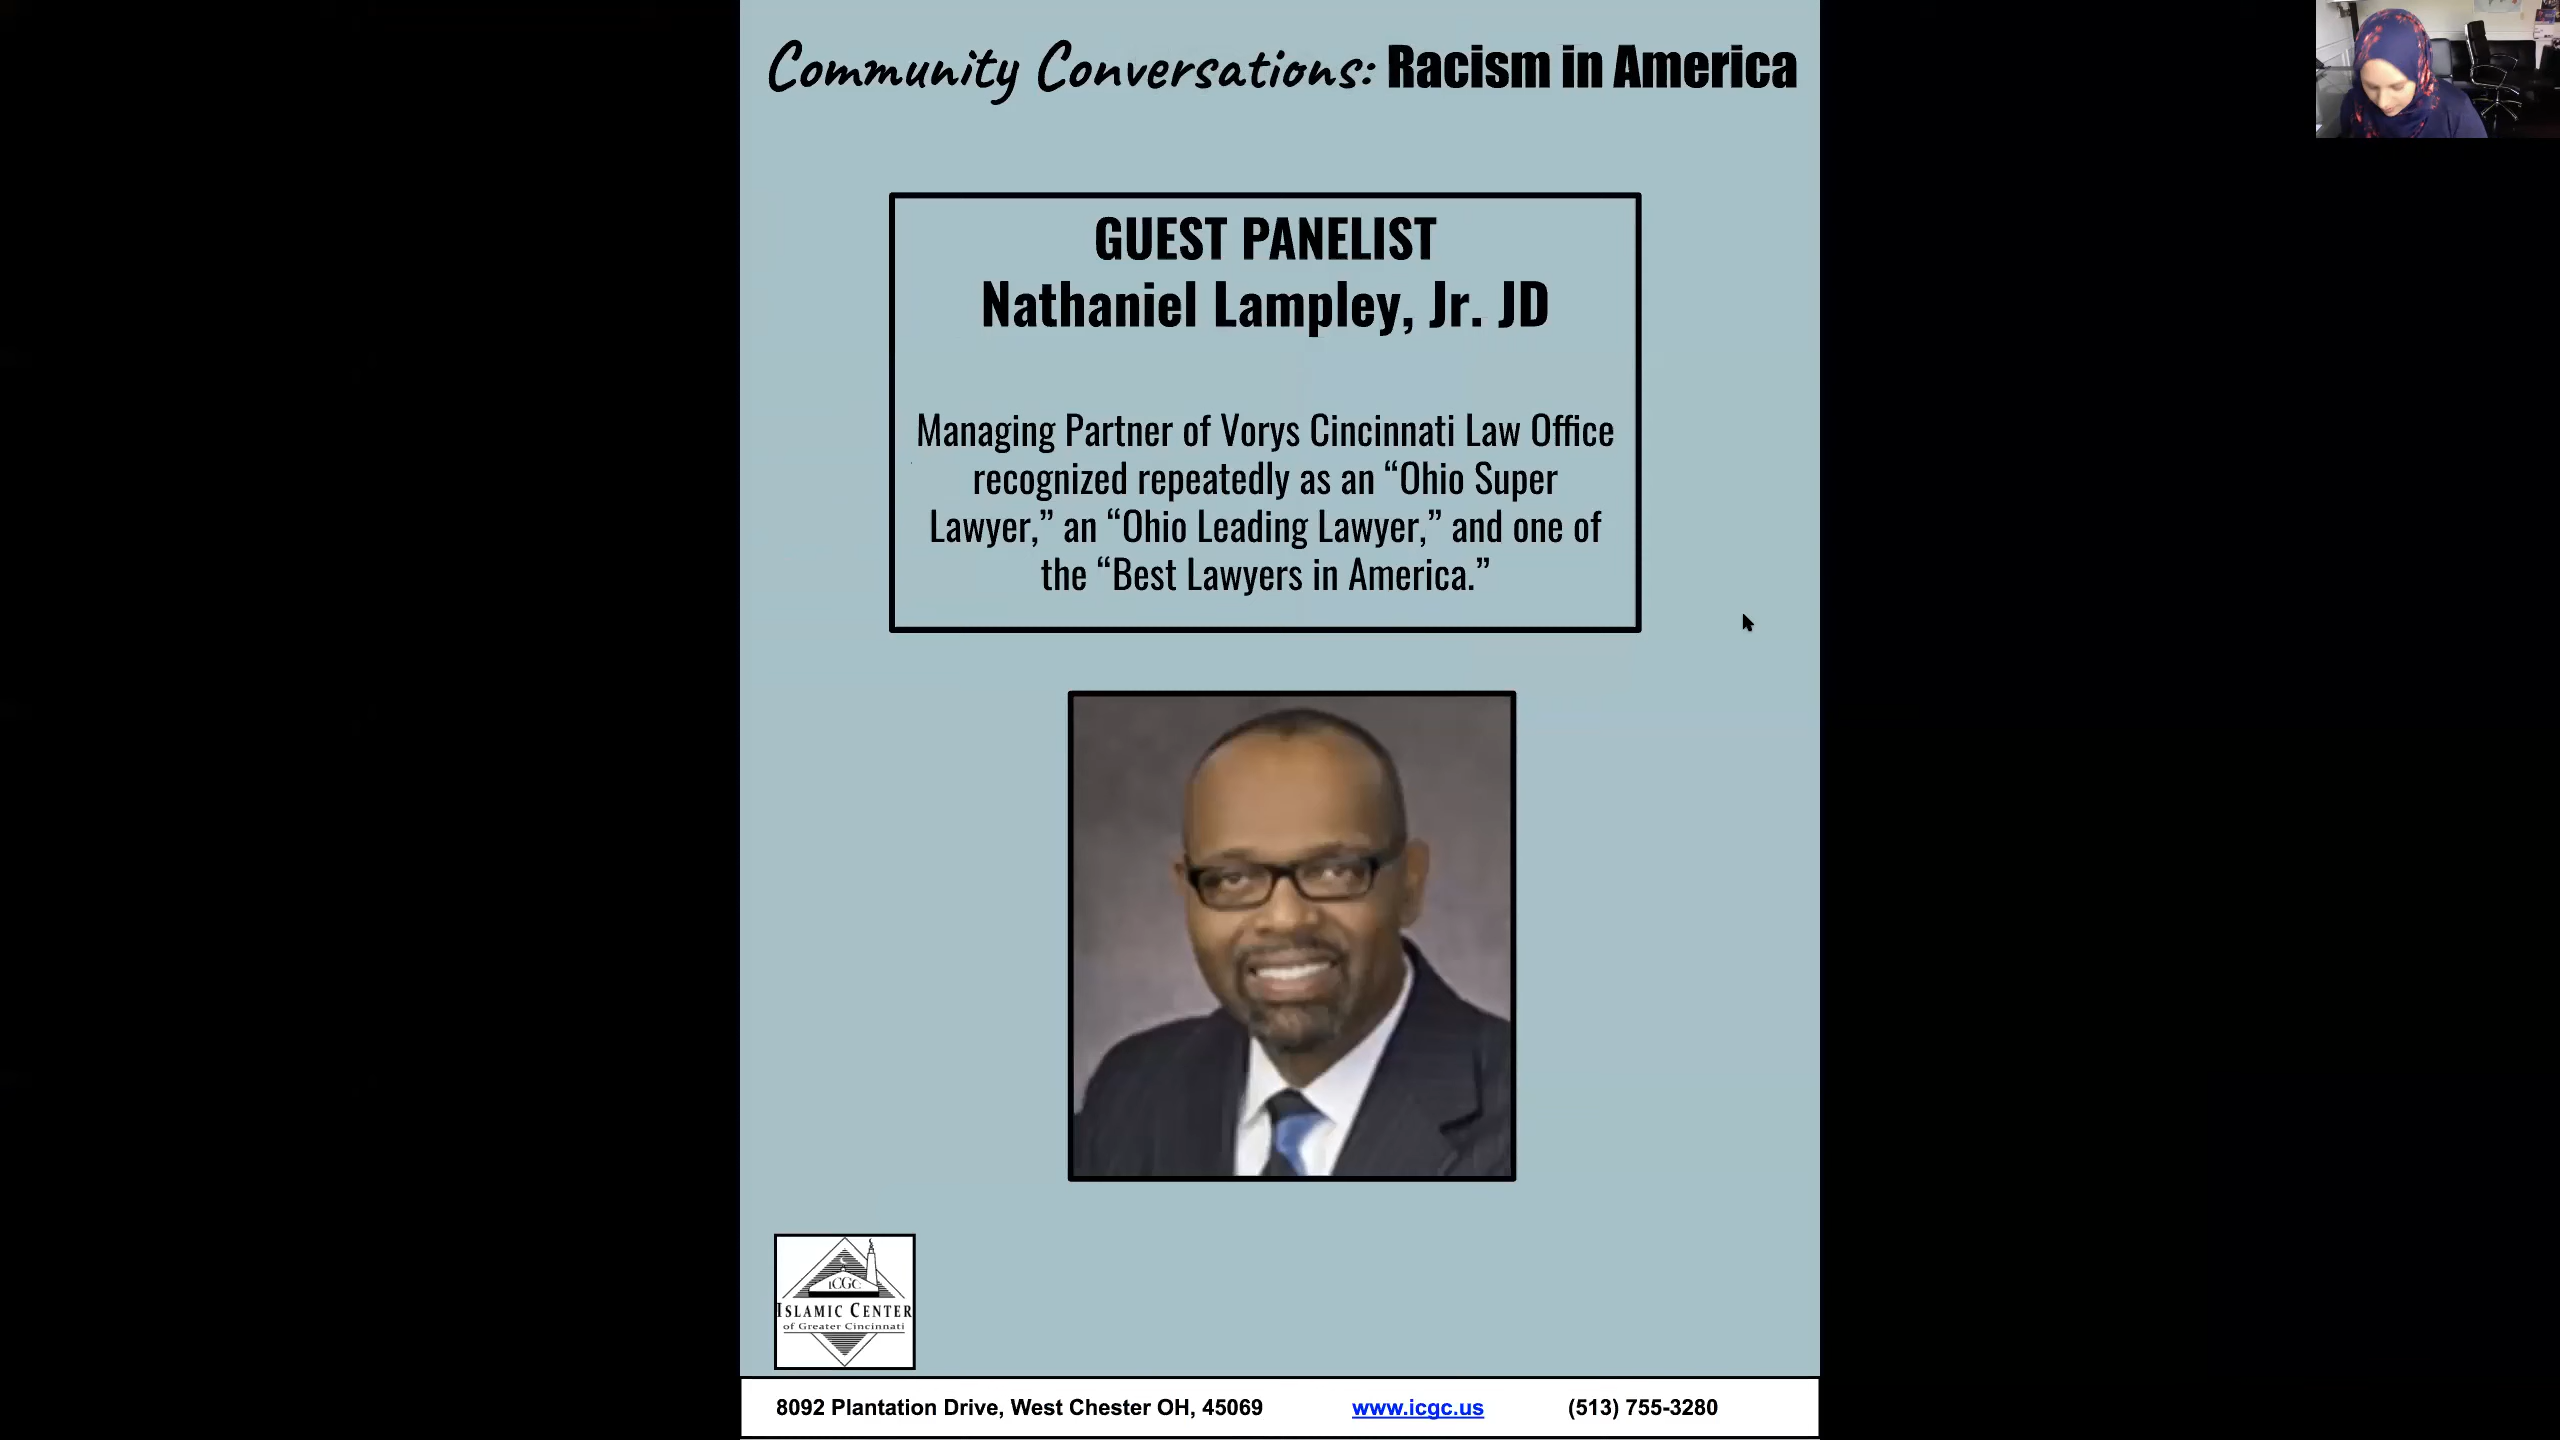 Community Conversations: Racism in America
GUEST PANELIST
Nathaniel Lampley, Jr. JD
Managing Partner of Vorys Cincinnati Law Office
recognized repeatedly as an “Ohio Super
Lawyer,” an “Ohio Leading Lawyer,” and one of
the “Best Lawyers in America.”
ICGC
ISLAMIC CENTER
of Greater Cincinnati
8092 Plantation Drive, West Chester OH, 45069 www.icgc.us (513) 755-3280